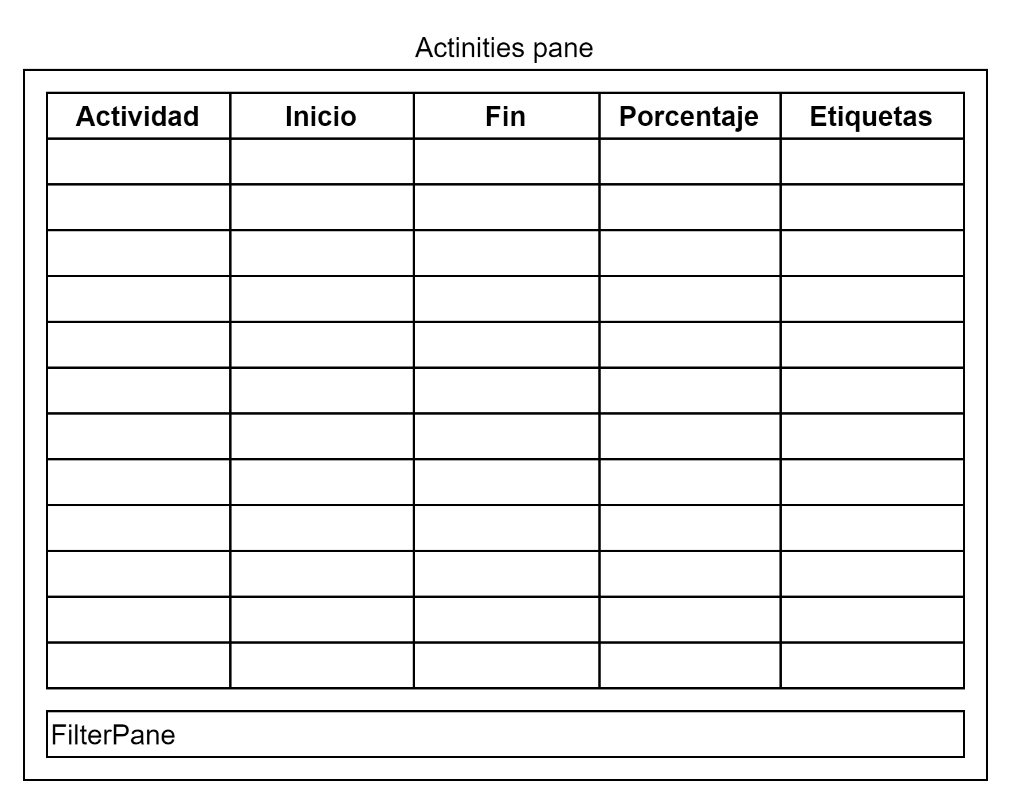 Actinities pane
Actividad Inicio Fin Porcentaje Etiquetas
FilterPane